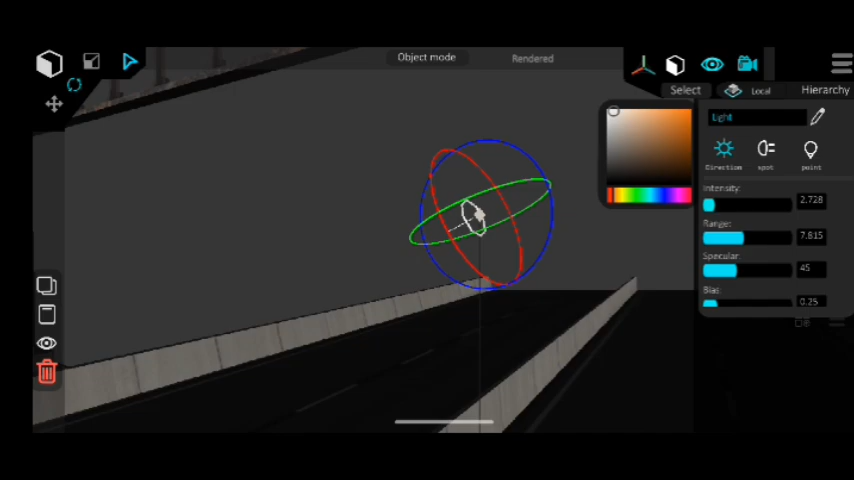 Object mode
Rendered
Select
Local
Hierarchy
Light
Direction
spot
point
Intensity:
2.728
Range:
7.815
Specular:
45
Bias:
0.25